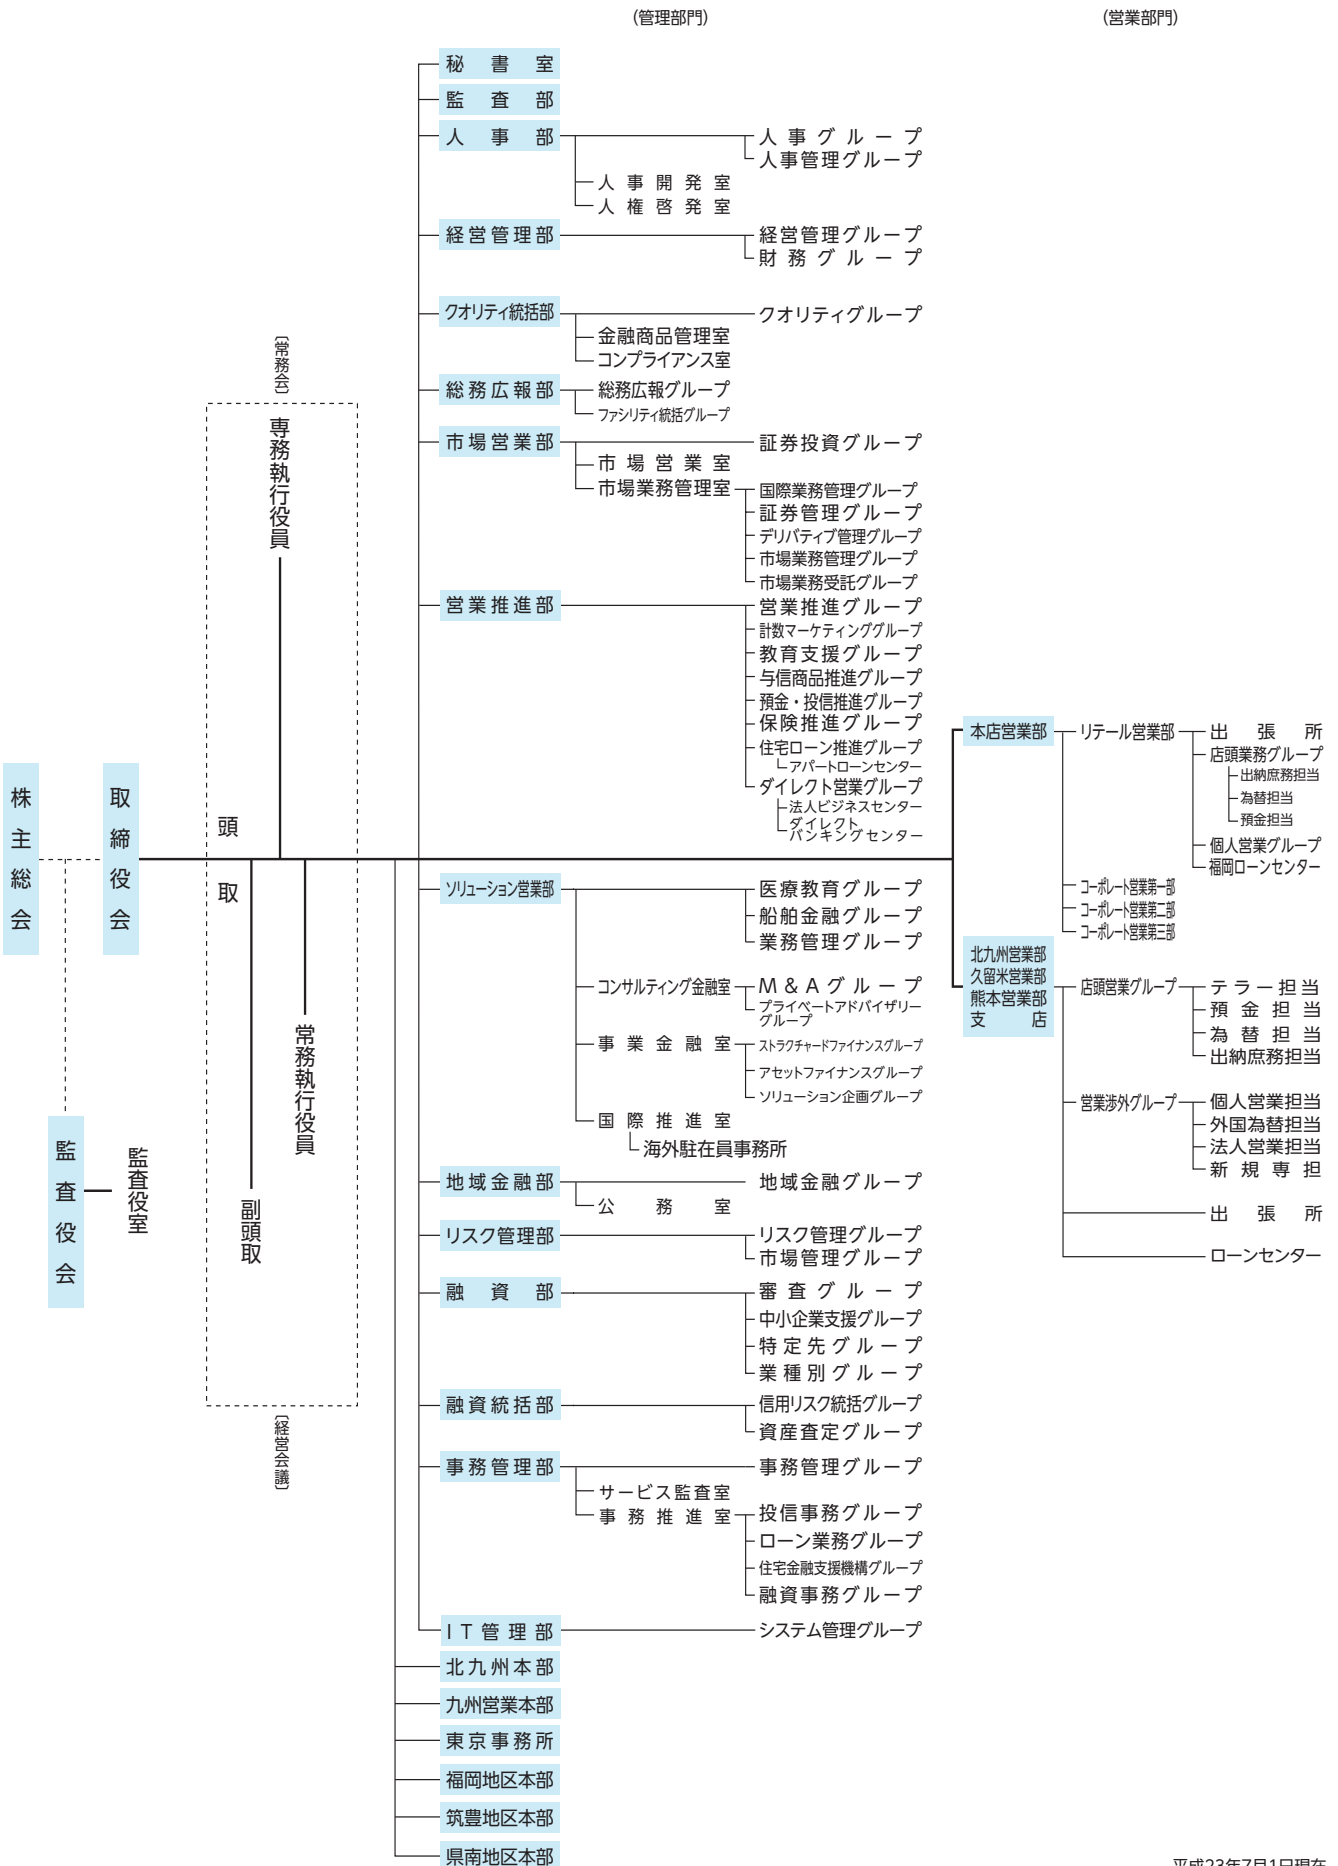 (管理部門)
(営業部門)
株主総会
取締役会
監査役会
監査役室
〔常務会〕
専務執行役員
頭取
常務執行役員
副頭取
〔経営会議〕
秘書室
監査部
人事部
人事グループ
人事管理グループ
人事開発室
人権啓発室
経営管理部
経営管理グループ
財務グループ
クオリティ統括部
クオリティグループ
金融商品管理室
コンプライアンス室
総務広報部
総務広報グループ
ファシリティ統括グループ
市場営業部
証券投資グループ
市場営業室
市場業務管理室
国際業務管理グループ
証券管理グループ
デリバティブ管理グループ
市場業務管理グループ
市場業務受託グループ
営業推進部
営業推進グループ
計数マーケティンググループ
教育支援グループ
与信商品推進グループ
預金・投信推進グループ
保険推進グループ
住宅ローン推進グループ
アパートローンセンター
ダイレクト営業グループ
法人ビジネスセンター
ダイレクト
バンキングセンター
ソリューション営業部
医療教育グループ
船舶金融グループ
業務管理グループ
コンサルティング金融室
M&Aグループ
プライベートアドバイザリー
グループ
事業金融室
ストラクチャードファイナンスグループ
アセットファイナンスグループ
ソリューション企画グループ
国際推進室
海外駐在員事務所
地域金融部
地域金融グループ
公務室
リスク管理部
リスク管理グループ
市場管理グループ
融資部
審査グループ
中小企業支援グループ
特定先グループ
業種別グループ
融資統括部
信用リスク統括グループ
資産査定グループ
事務管理部
事務管理グループ
サービス監査室
事務推進室
投信事務グループ
ローン業務グループ
住宅金融支援機構グループ
融資事務グループ
IT管理部
システム管理グループ
北九州本部
九州営業本部
東京事務所
福岡地区本部
筑豊地区本部
県南地区本部
本店営業部
リテール営業部
出張所
店頭業務グループ
出納庶務担当
為替担当
預金担当
個人営業グループ
福岡ローンセンター
コーポレート営業第一部
コーポレート営業第二部
コーポレート営業第三部
北九州営業部
久留米営業部
熊本営業部
支店
店頭営業グループ
テラー担当
預金担当
為替担当
出納庶務担当
営業渉外グループ
個人営業担当
外国為替担当
法人営業担当
新規専担
出張所
ローンセンター
平成23年7月1日現在